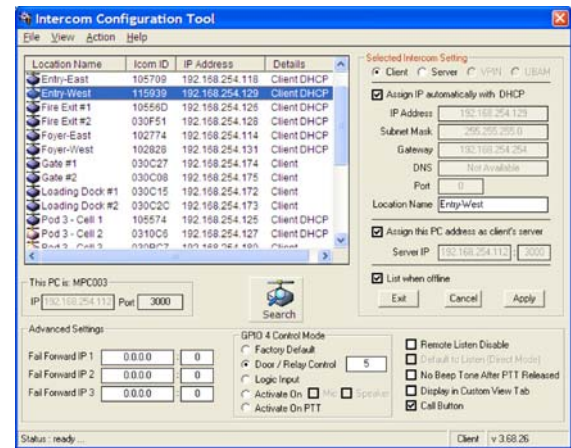 Intercom Configuration Tool
File View Action Help
Location Name Icom ID IP Address Details
Entry-East 105709 192.168.254.118 Client DHCP
Entry-West 115939 192.168.254.129 Client DHCP
Fire Exit #1 10556D 192.168.254.126 Client DHCP
Fire Exit #2 030F51 192.168.254.128 Client DHCP
Foyer-East 102774 192.168.254.114 Client DHCP
Foyer-West 102828 192.168.254.131 Client DHCP
Gate #1 030C27 192.168.254.174 Client
Gate #2 030C08 192.168.254.175 Client
Loading Dock #1 030C15 192.168.254.172 Client
Loading Dock #2 030C2C 192.168.254.173 Client
Pod 3 - Cell 1 105574 192.168.254.125 Client DHCP
Pod 3 - Cell 2 0310C6 192.168.254.127 Client DHCP
Pod 3 - Cell 3 192.168.254.180 Client
Selected Intercom Setting
Client Server VPIN UBAM
Assign IP automatically with DHCP
IP Address 192.168.254.129
Subnet Mask 255.255.255.0
Gateway 192.168.254.254
DNS Not Available
Port 0
Location Name Entry-West
Assign this PC address as client's server
Server IP 192.168.254.112 : 3000
List when offline
Exit Cancel Apply
This PC is: MPC003
IP 192.168.254.112 Port 3000
Search
Advanced Settings
Fail Forward IP 1 0.0.0.0 : 0
Fail Forward IP 2 0.0.0.0 : 0
Fail Forward IP 3 0.0.0.0 : 0
GPIO 4 Control Mode
Factory Default
Door / Relay Control 5
Logic Input
Activate On Mic Speaker
Activate On PTT
Remote Listen Disable
Default to Listen (Direct Mode)
No Beep Tone After PTT Released
Display in Custom View Tab
Call Button
Status : ready ...
Client v 3.68.26